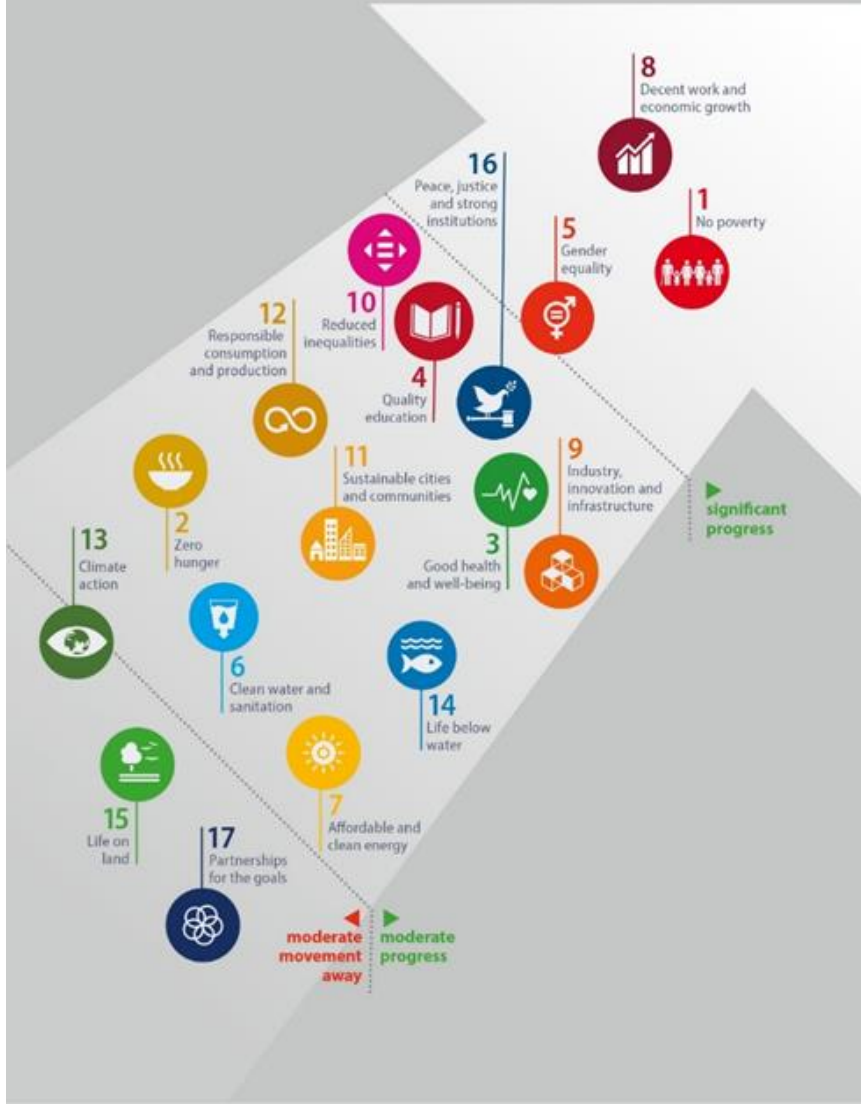 8
Decent work and
economic growth
16
Peace, justice
and strong
institutions
1
No poverty
5
Gender
equality
10
Reduced
inequalities
12
Responsible
consumption
and production
4
Quality
education
11
Sustainable cities
and communities
9
Industry,
innovation and
infrastructure
significant
progress
2
Zero
hunger
13
Climate
action
3
Good health
and well-being
6
Clean water and
sanitation
14
Life below
water
15
Life on
land
7
Affordable and
clean energy
17
Partnerships
for the goals
moderate
movement
away
moderate
progress